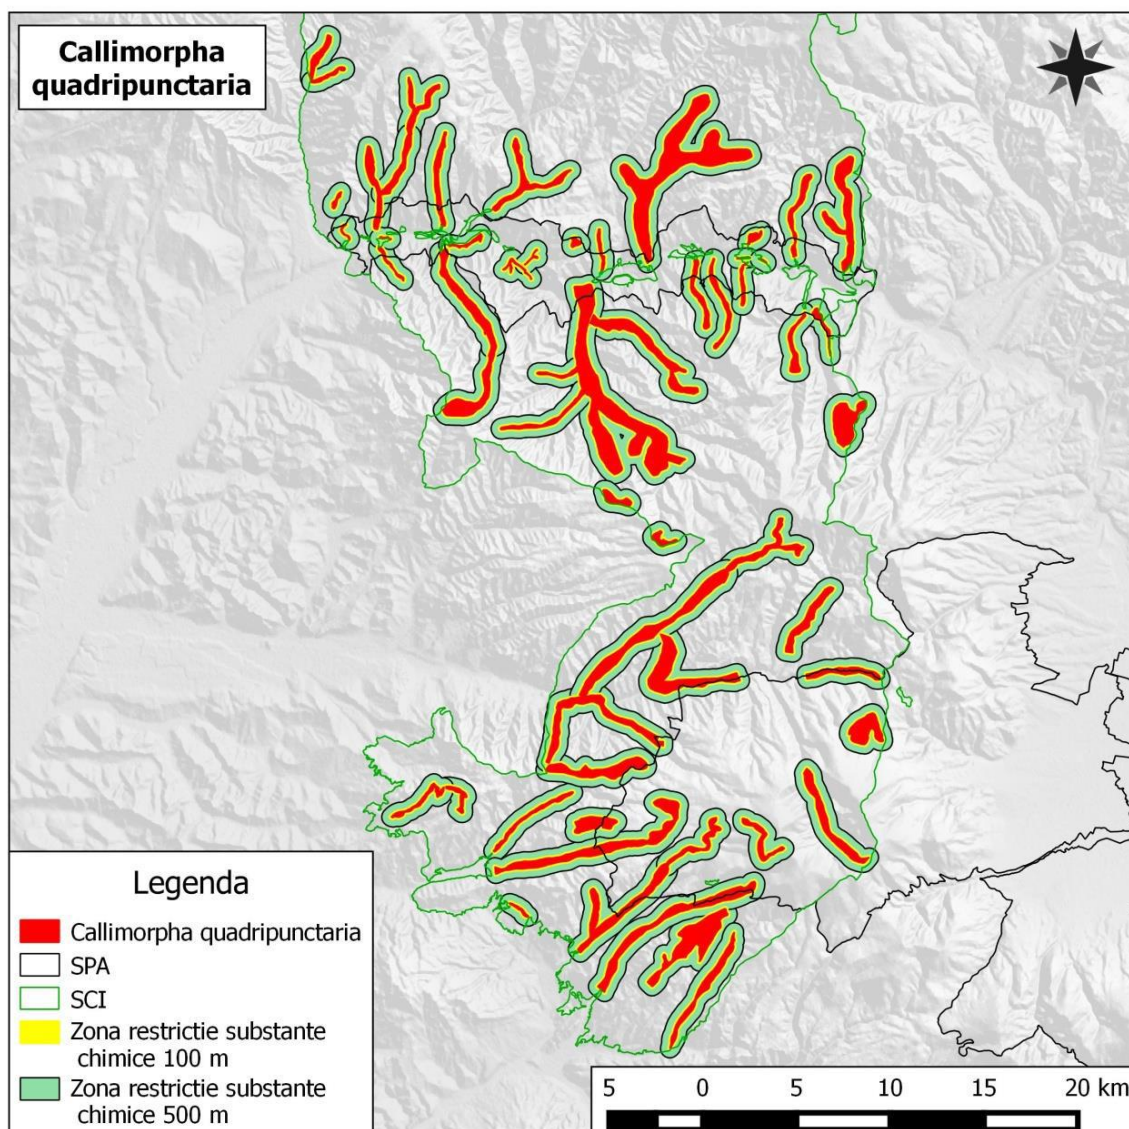 Callimorpha
quadripunctaria
Legenda
Callimorpha quadripunctaria
SPA
SCI
Zona restrictie substante
chimice 100 m
Zona restrictie substante
chimice 500 m
5 0 5 10 15 20 km